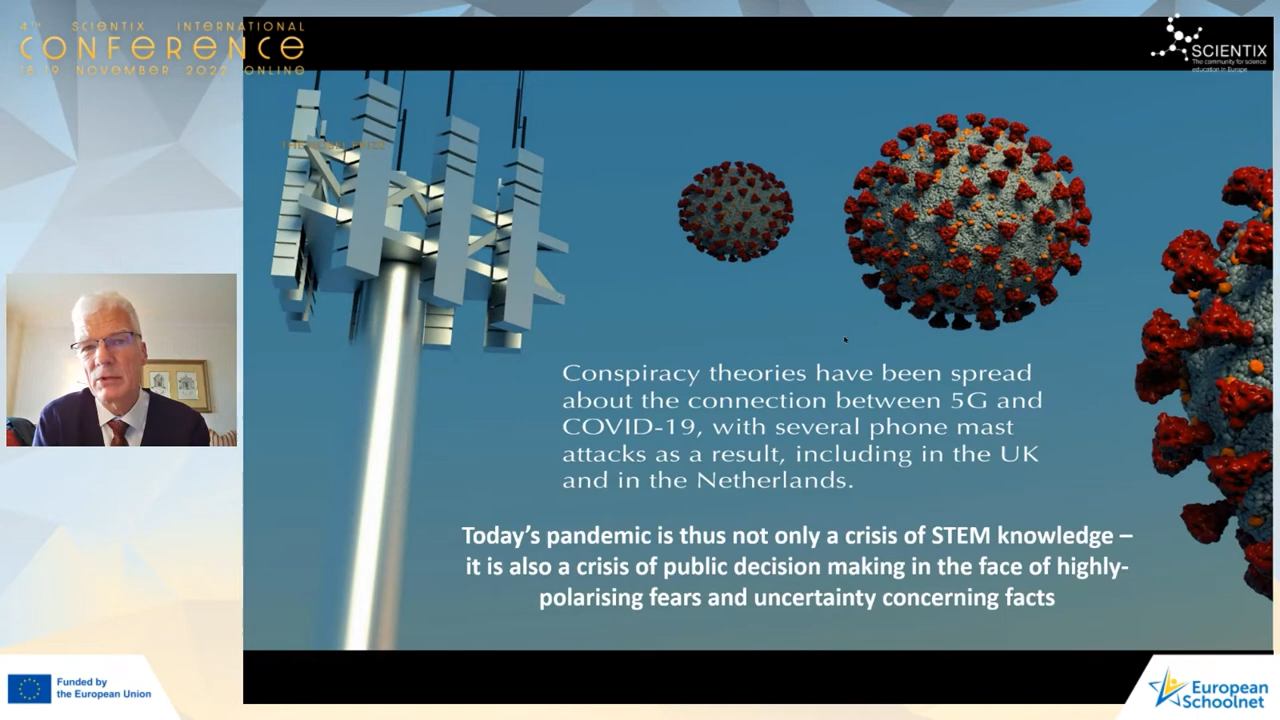 4TH SCIENTIX INTERNATIONAL
CONFERENCE
18-19 NOVEMBER 2022 ONLINE
SCIENTIX
The community for science
education in Europe
THE NOBEL PRIZE
Conspiracy theories have been spread
about the connection between 5G and
COVID-19, with several phone mast
attacks as a result, including in the UK
and in the Netherlands.
Today’s pandemic is thus not only a crisis of STEM knowledge –
it is also a crisis of public decision making in the face of highly-
polarising fears and uncertainty concerning facts
Funded by
the European Union
European
Schoolnet